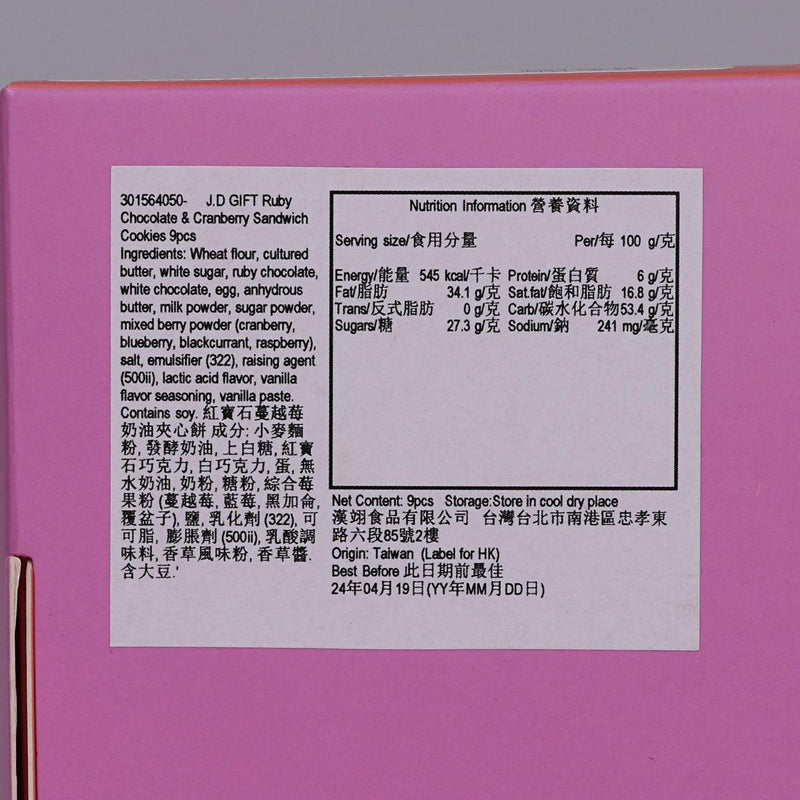 301564050-    J.D GIFT Ruby
Chocolate & Cranberry Sandwich
Cookies 9pcs
Ingredients: Wheat flour, cultured
butter, white sugar, ruby chocolate,
white chocolate, egg, anhydrous
butter, milk powder, sugar powder,
mixed berry powder (cranberry,
blueberry, blackcurrant, raspberry),
salt, emulsifier (322), raising agent
(500ii), lactic acid flavor, vanilla
flavor seasoning, vanilla paste.
Contains soy. 紅寶石蔓越莓
奶油夾心餅 成分: 小麥麵
粉, 發酵奶油, 上白糖, 紅寶
石巧克力, 白巧克力, 蛋, 無
水奶油, 奶粉, 糖粉, 綜合莓
果粉 (蔓越莓, 藍莓, 黑加侖,
覆盆子), 鹽, 乳化劑 (322), 可
可脂, 膨脹劑 (500ii), 乳酸調
味料, 香草風味粉, 香草醬.
含大豆.'
Nutrition Information 營養資料
Serving size/食用分量 Per/每 100 g/克
Energy/能量 545 kcal/千卡 Protein/蛋白質 6 g/克
Fat/脂肪 34.1 g/克 Sat.fat/飽和脂肪 16.8 g/克
Trans/反式脂肪 0 g/克 Carb/碳水化合物53.4 g/克
Sugars/糖 27.3 g/克 Sodium/鈉 241 mg/毫克
Net Content: 9pcs Storage:Store in cool dry place
漢翊食品有限公司 台灣台北市南港區忠孝東
路六段85號2樓
Origin: Taiwan (Label for HK)
Best Before 此日期前最佳
24年04月19日(YY年MM月DD日)